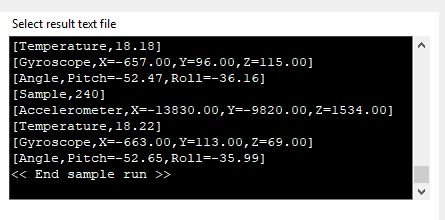 Select result text file
[Temperature,18.18]
[Gyroscope,X=-657.00,Y=96.00,Z=115.00]
[Angle,Pitch=-52.47,Roll=-36.16]
[Sample,240]
[Accelerometer,X=-13830.00,Y=-9820.00,Z=1534.00]
[Temperature,18.22]
[Gyroscope,X=-663.00,Y=113.00,Z=69.00]
[Angle,Pitch=-52.65,Roll=-35.99]
<< End sample run >>